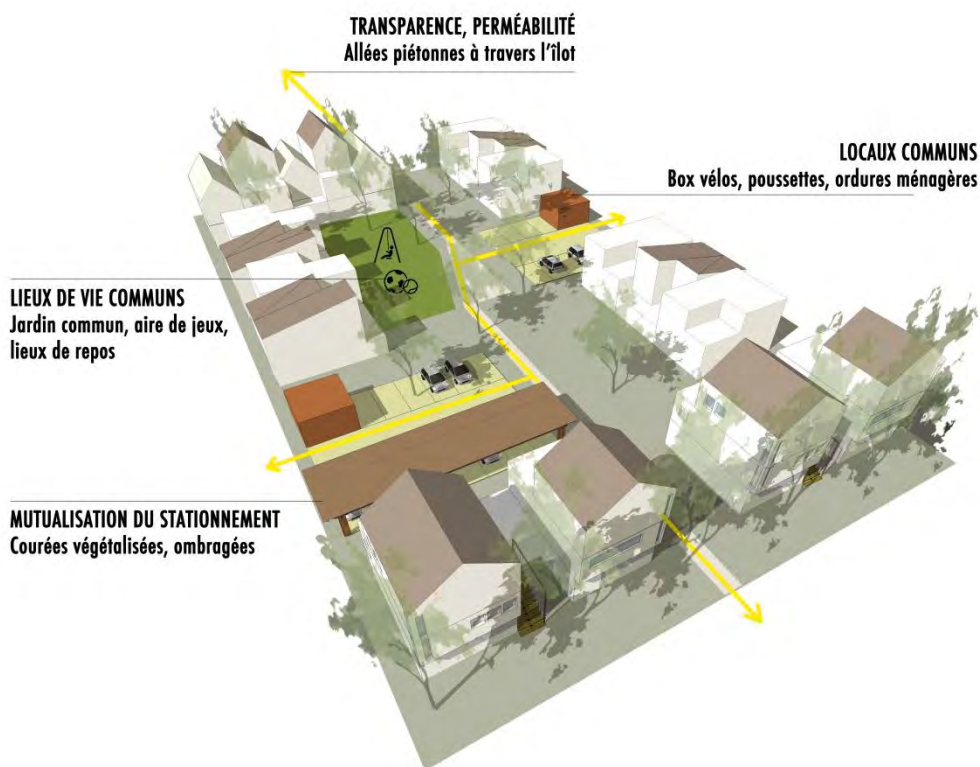 TRANSPARENCE, PERMÉABILITÉ
Allées piétonnes à travers l'îlot
LOCAUX COMMUNS
Box vélos, poussettes, ordures ménagères
LIEUX DE VIE COMMUNS
Jardin commun, aire de jeux,
lieux de repos
MUTUALISATION DU STATIONNEMENT
Courées végétalisées, ombragées